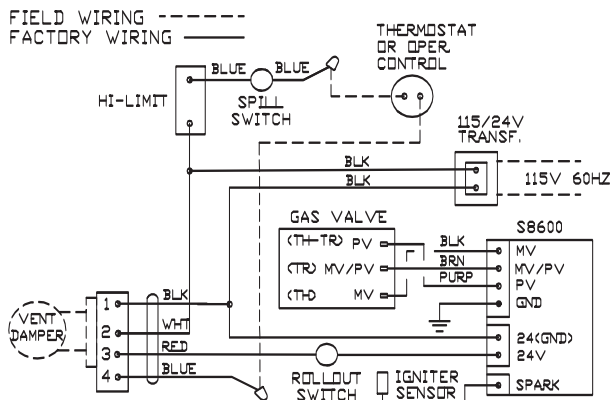 FIELD WIRING
FACTORY WIRING
THERMOSTAT
OR OPER
CONTROL
BLUE
BLUE
HI-LIMIT
SPILL
SWITCH
115/24V
TRANSF.
BLK
BLK
115V 60HZ
GAS VALVE
S8600
(TH-TR) PV
(TR) MV/PV
(TH) MV
BLK
BRN
PURP
MV
MV/PV
PV
GND
24(GND)
24V
SPARK
VENT
DAMPER
1
2
3
4
BLK
WHT
RED
BLUE
ROLLOUT
SWITCH
IGNITER
SENSOR